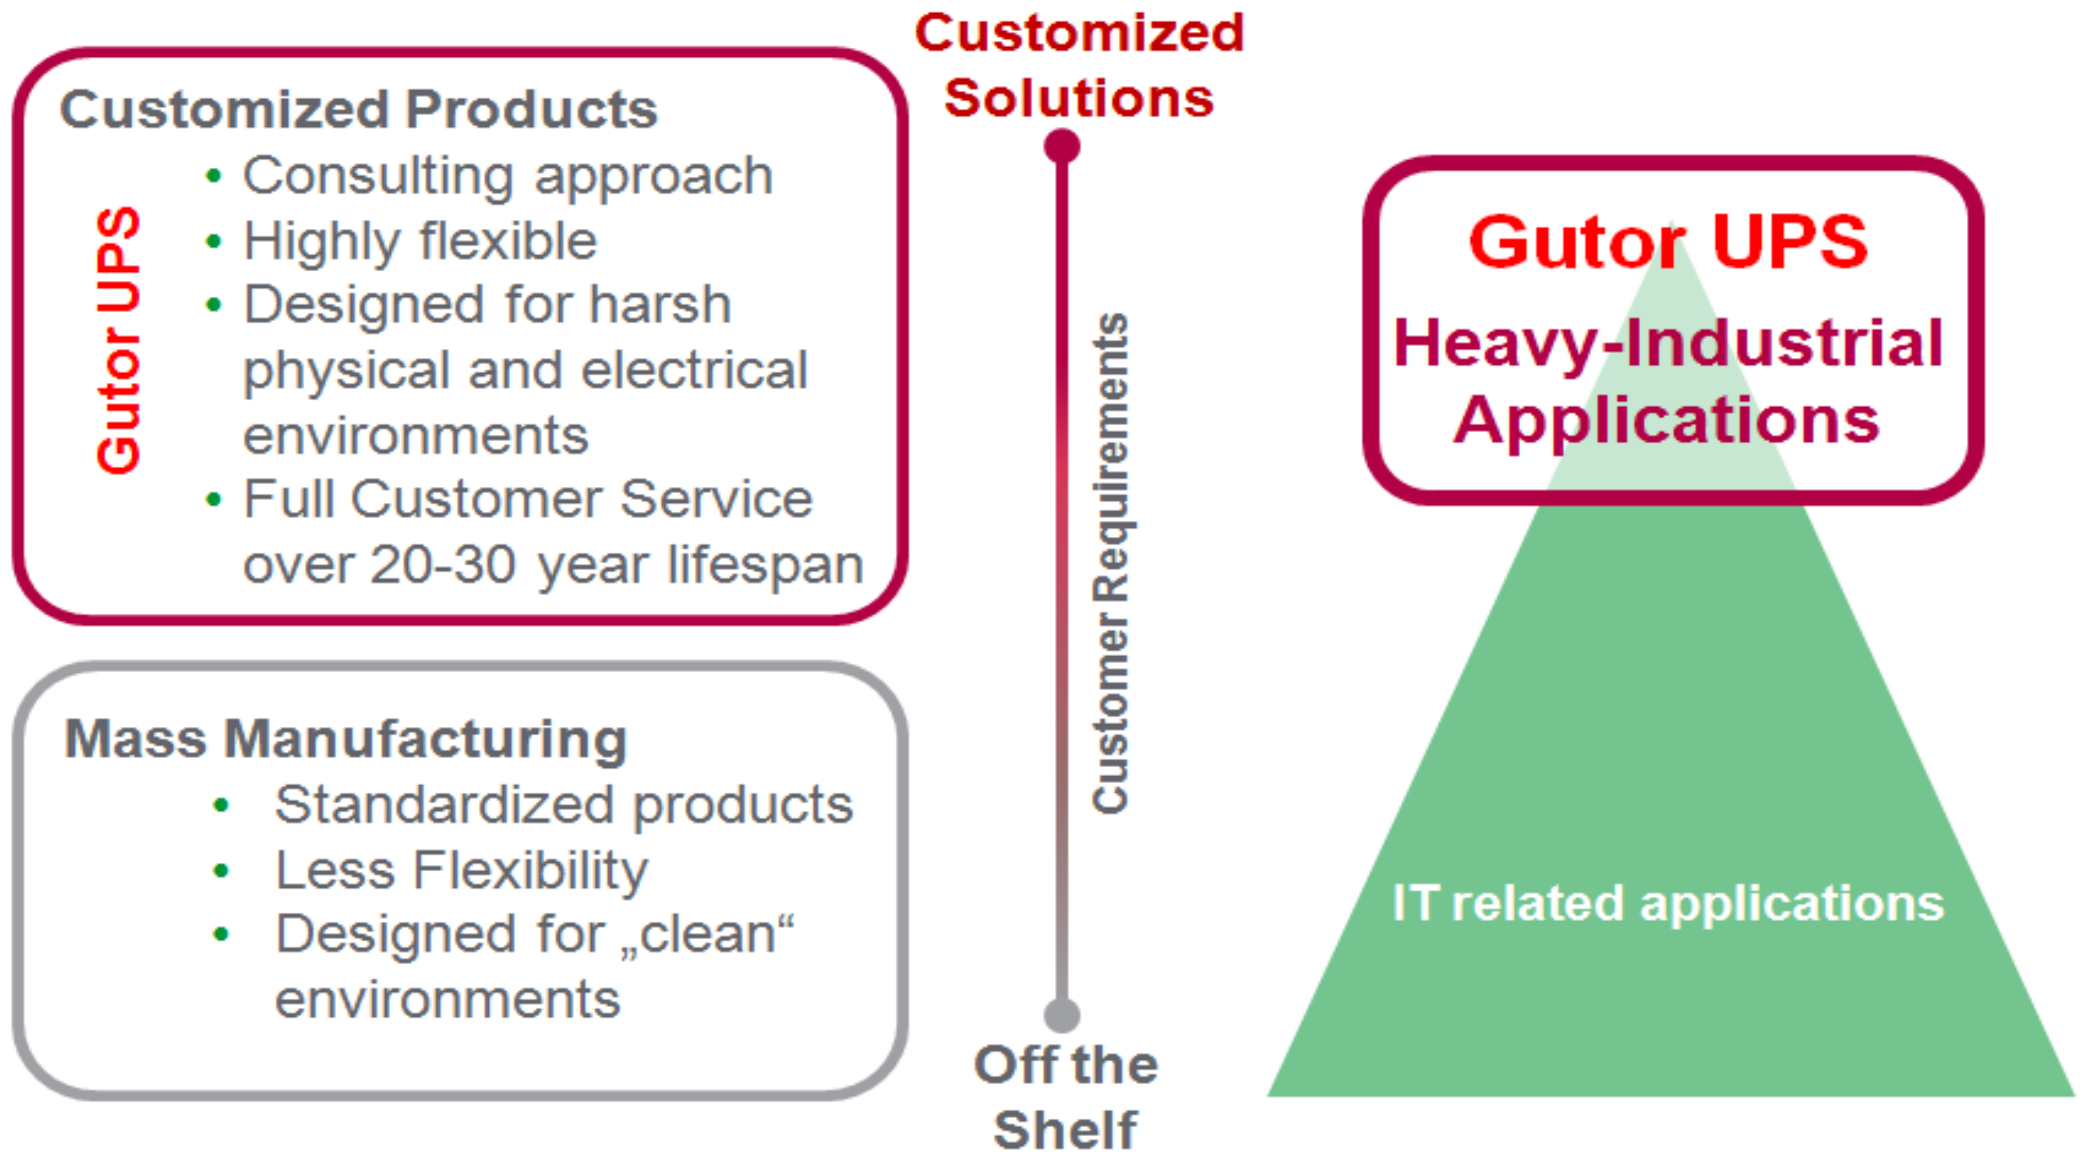 Customized Products
Gutor UPS
• Consulting approach
• Highly flexible
• Designed for harsh
physical and electrical
environments
• Full Customer Service
over 20-30 year lifespan
Mass Manufacturing
• Standardized products
• Less Flexibility
• Designed for „clean“
environments
Customized
Solutions
Customer Requirements
Off the
Shelf
Gutor UPS
Heavy-Industrial
Applications
IT related applications